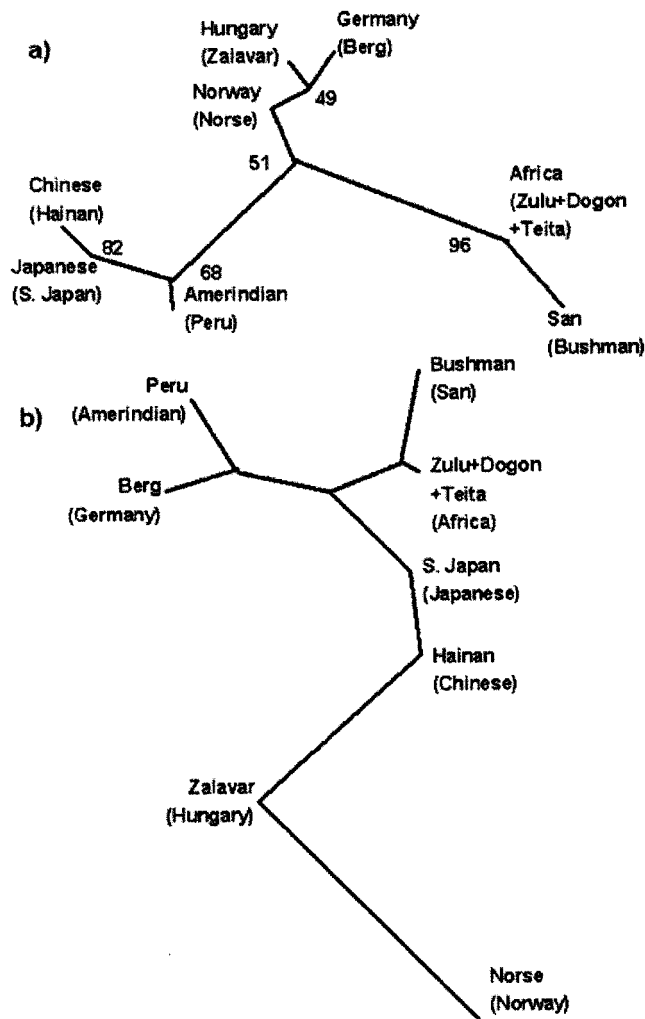 a)
Hungary
(Zalavar)
Germany
(Berg)
Norway
(Norse)
49
51
Chinese
(Hainan)
82
Japanese
(S. Japan)
68
Amerindian
(Peru)
Africa
(Zulu+Dogon
+Teita)
96
San
(Bushman)
b)
Peru
(Amerindian)
Bushman
(San)
Berg
(Germany)
Zulu+Dogon
+Teita
(Africa)
S. Japan
(Japanese)
Hainan
(Chinese)
Zalavar
(Hungary)
Norse
(Norway)